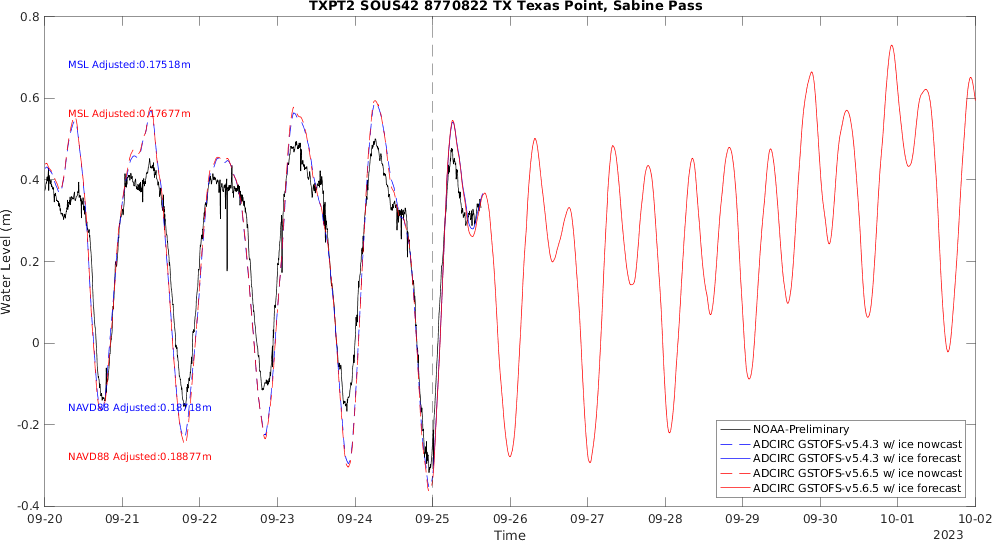 TXPT2 SOUS42 8770822 TX Texas Point, Sabine Pass
0.8
0.6
0.4
0.2
0
-0.2
-0.4
Water Level (m)
MSL Adjusted:0.17518m
MSL Adjusted:0.17677m
NAVD88 Adjusted:0.18718m
NAVD88 Adjusted:0.18877m
NOAA-Preliminary
ADCIRC GSTOFS-v5.4.3 w/ ice nowcast
ADCIRC GSTOFS-v5.4.3 w/ ice forecast
ADCIRC GSTOFS-v5.6.5 w/ ice nowcast
ADCIRC GSTOFS-v5.6.5 w/ ice forecast
09-20 09-21 09-22 09-23 09-24 09-25 09-26 09-27 09-28 09-29 09-30 10-01 10-02
Time
2023